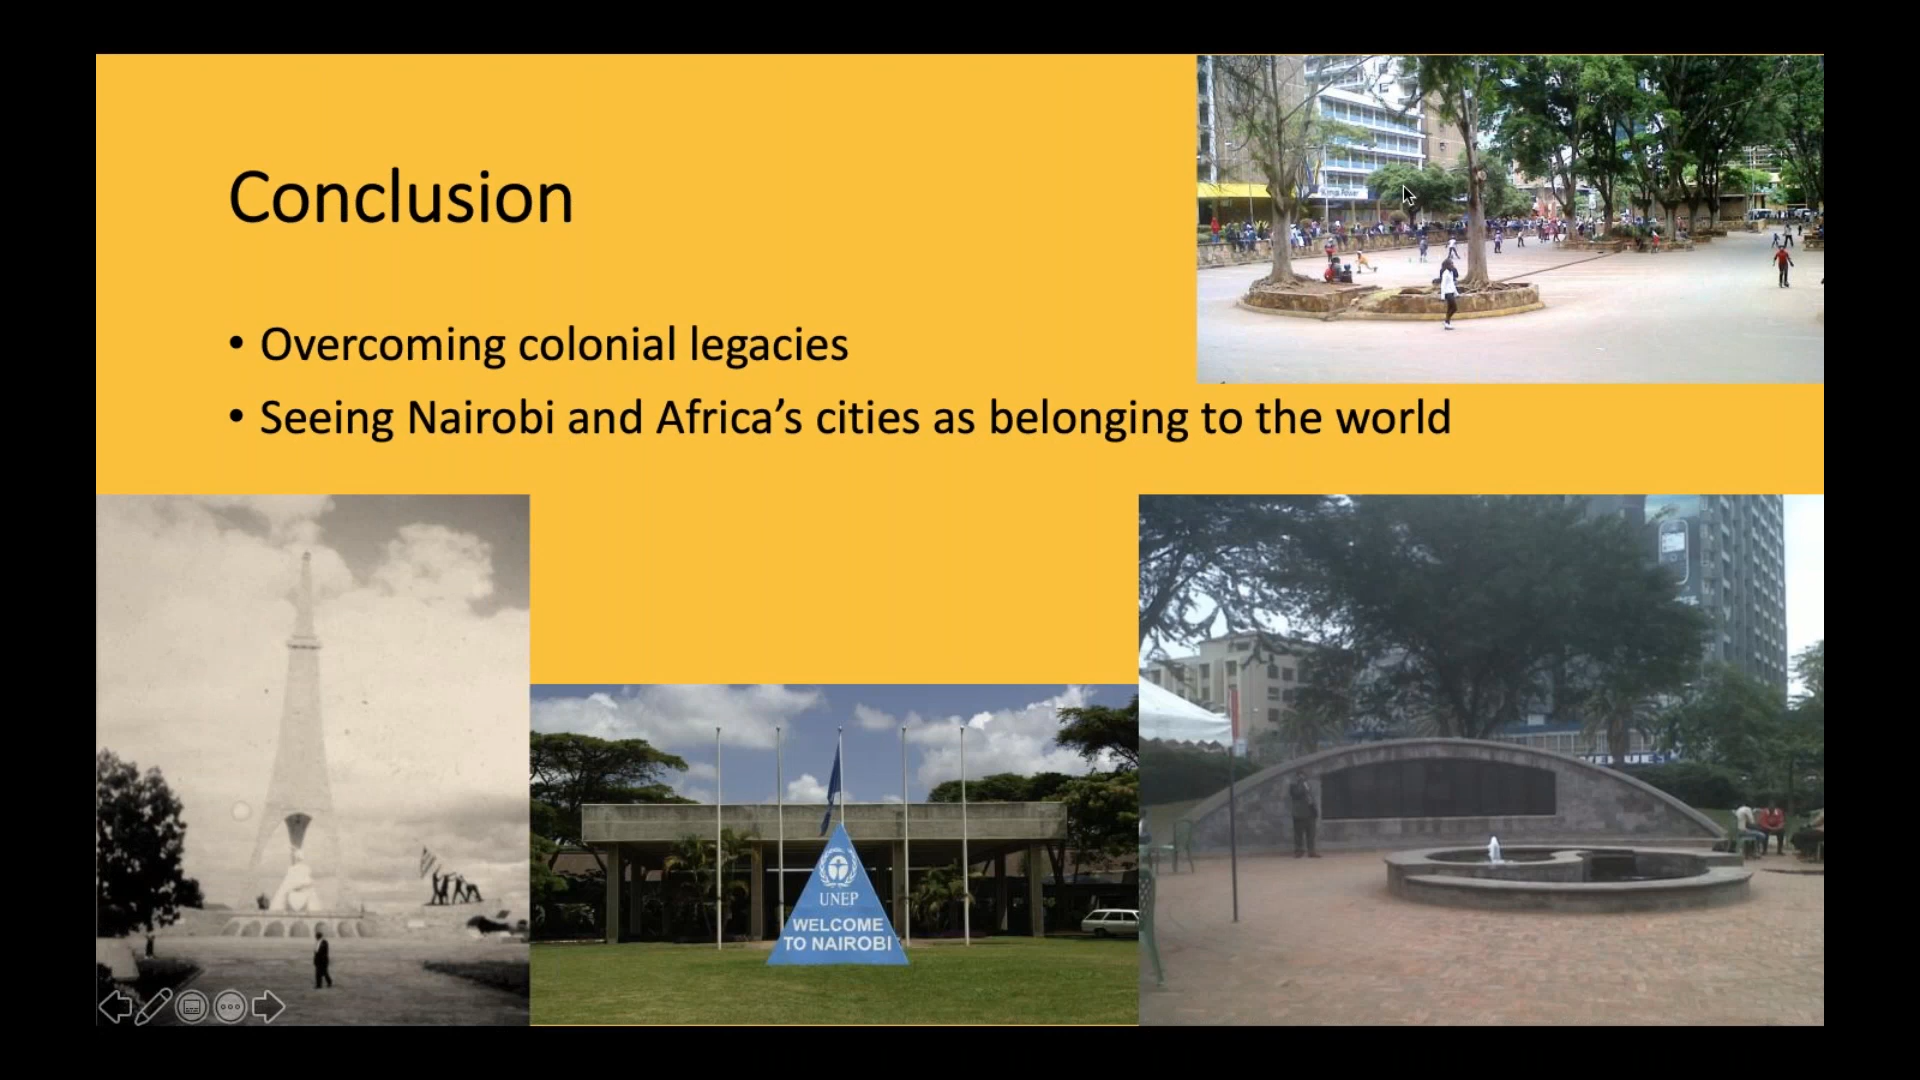 Conclusion
• Overcoming colonial legacies
• Seeing Nairobi and Africa’s cities as belonging to the world
UNEP
WELCOME
TO NAIROBI